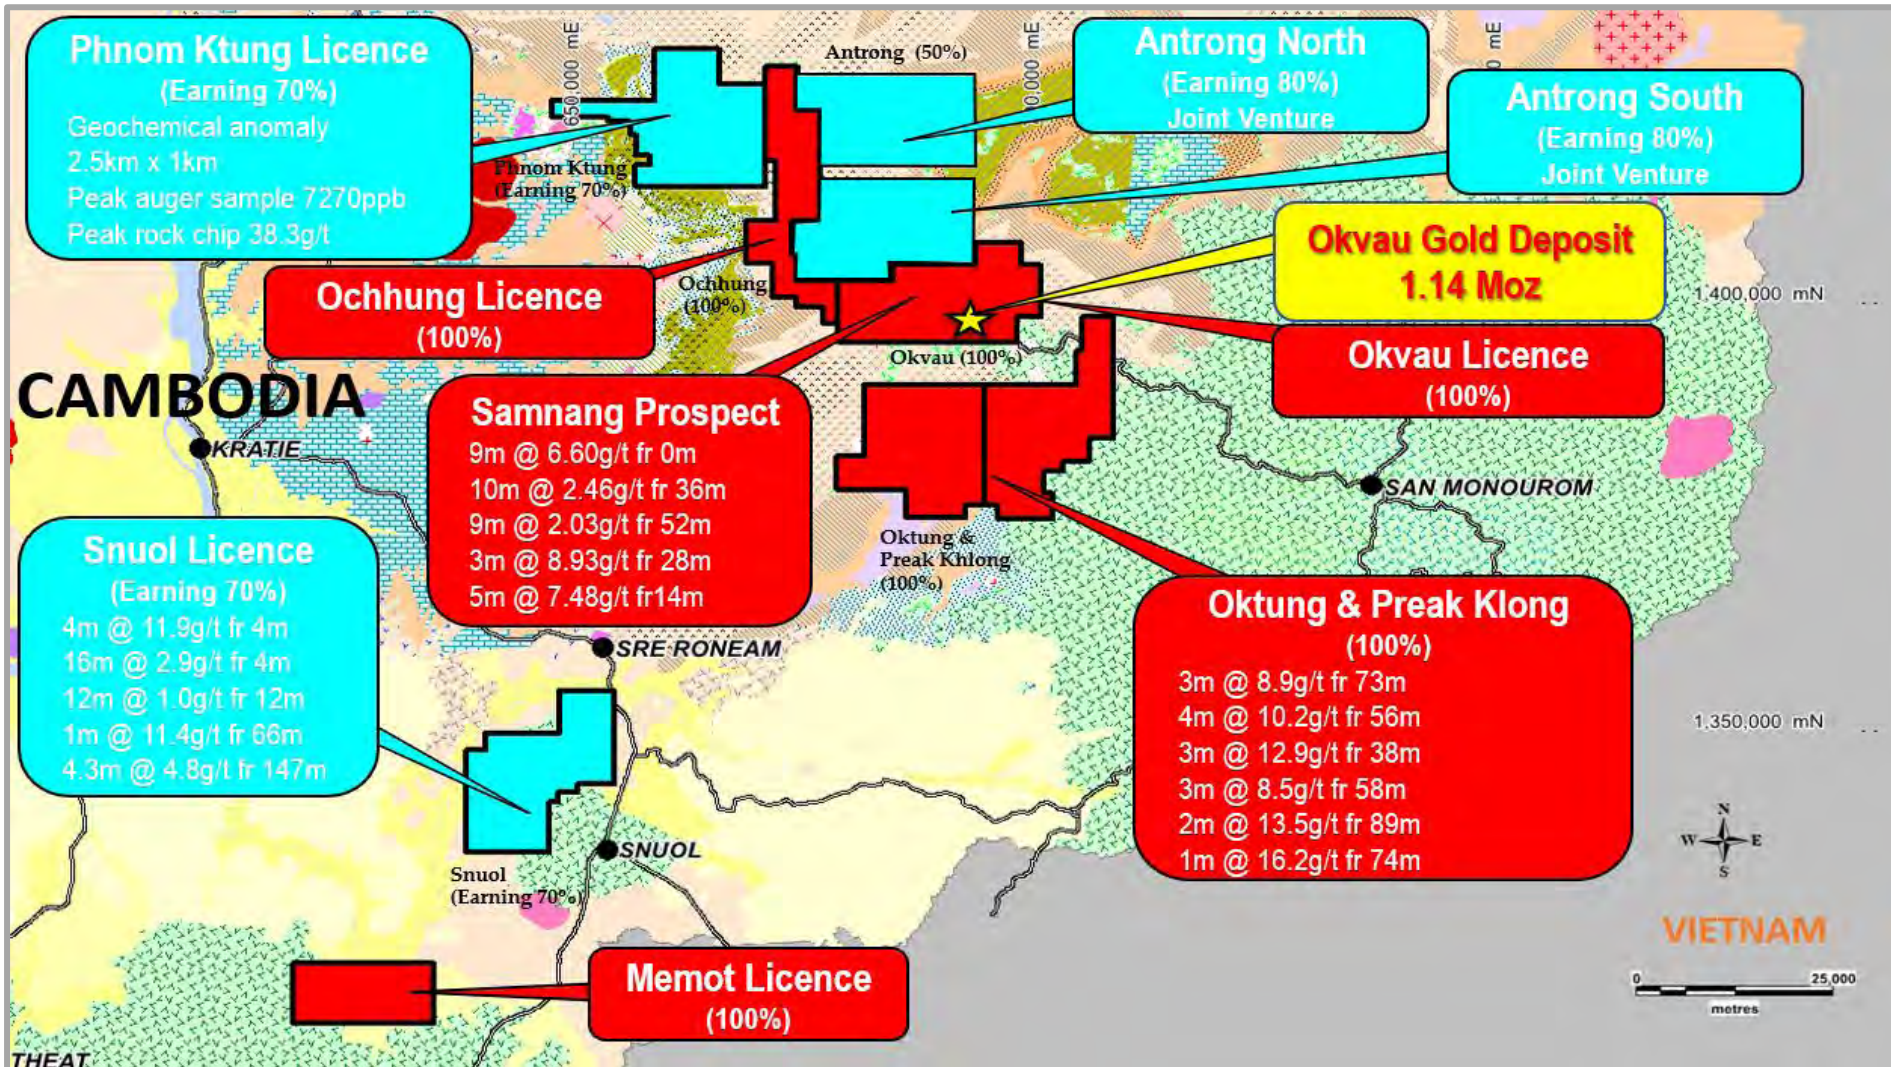 Phnom Ktung Licence
(Earning 70%)
Geochemical anomaly
2.5km x 1km
Peak auger sample 7270ppb
Peak rock chip 38.3g/t
650,000 mE
Antrong (50%)
mE
mE
Antrong North
(Earning 80%)
Joint Venture
Antrong South
(Earning 80%)
Joint Venture
Phnom Ktung
(Earning 70%)
Okvau Gold Deposit
1.14 Moz
Ochhung Licence
(100%)
Ochhung
(100%)
1,400,000 mN
Okvau (100%)
Okvau Licence
(100%)
CAMBODIA
KRATIE
Samnang Prospect
9m @ 6.60g/t fr 0m
10m @ 2.46g/t fr 36m
9m @ 2.03g/t fr 52m
3m @ 8.93g/t fr 28m
5m @ 7.48g/t fr14m
SAN MONOUROM
Oktung &
Preak Khlong
(100%)
Snuol Licence
(Earning 70%)
4m @ 11.9g/t fr 4m
16m @ 2.9g/t fr 4m
12m @ 1.0g/t fr 12m
1m @ 11.4g/t fr 66m
4.3m @ 4.8g/t fr 147m
Oktung & Preak Klong
(100%)
3m @ 8.9g/t fr 73m
4m @ 10.2g/t fr 56m
3m @ 12.9g/t fr 38m
3m @ 8.5g/t fr 58m
2m @ 13.5g/t fr 89m
1m @ 16.2g/t fr 74m
SRE RONEAM
1,350,000 mN
SNUOL
Snuol
(Earning 70%)
N
W E
S
VIETNAM
0 25,000
metres
Memot Licence
(100%)
THEAT